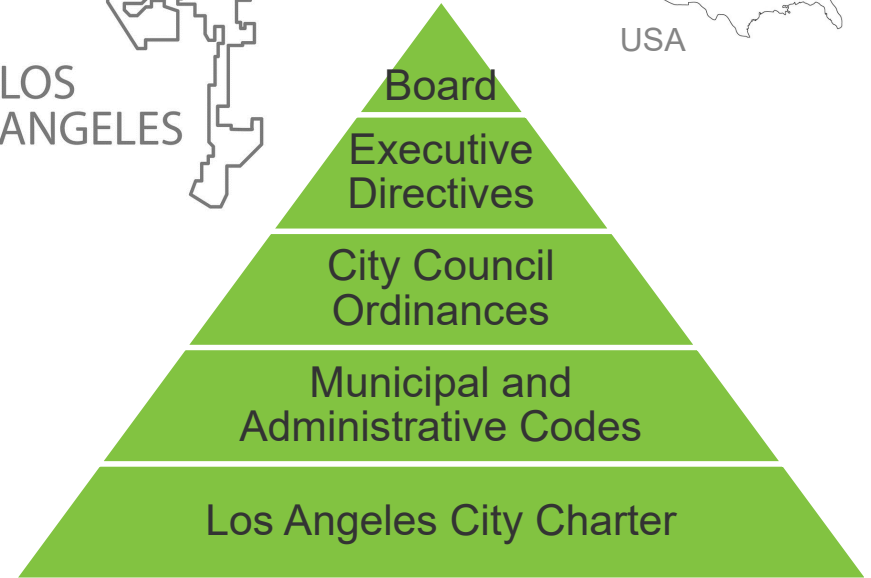 USA
LOS
ANGELES
Board
Executive
Directives
City Council
Ordinances
Municipal and
Administrative Codes
Los Angeles City Charter